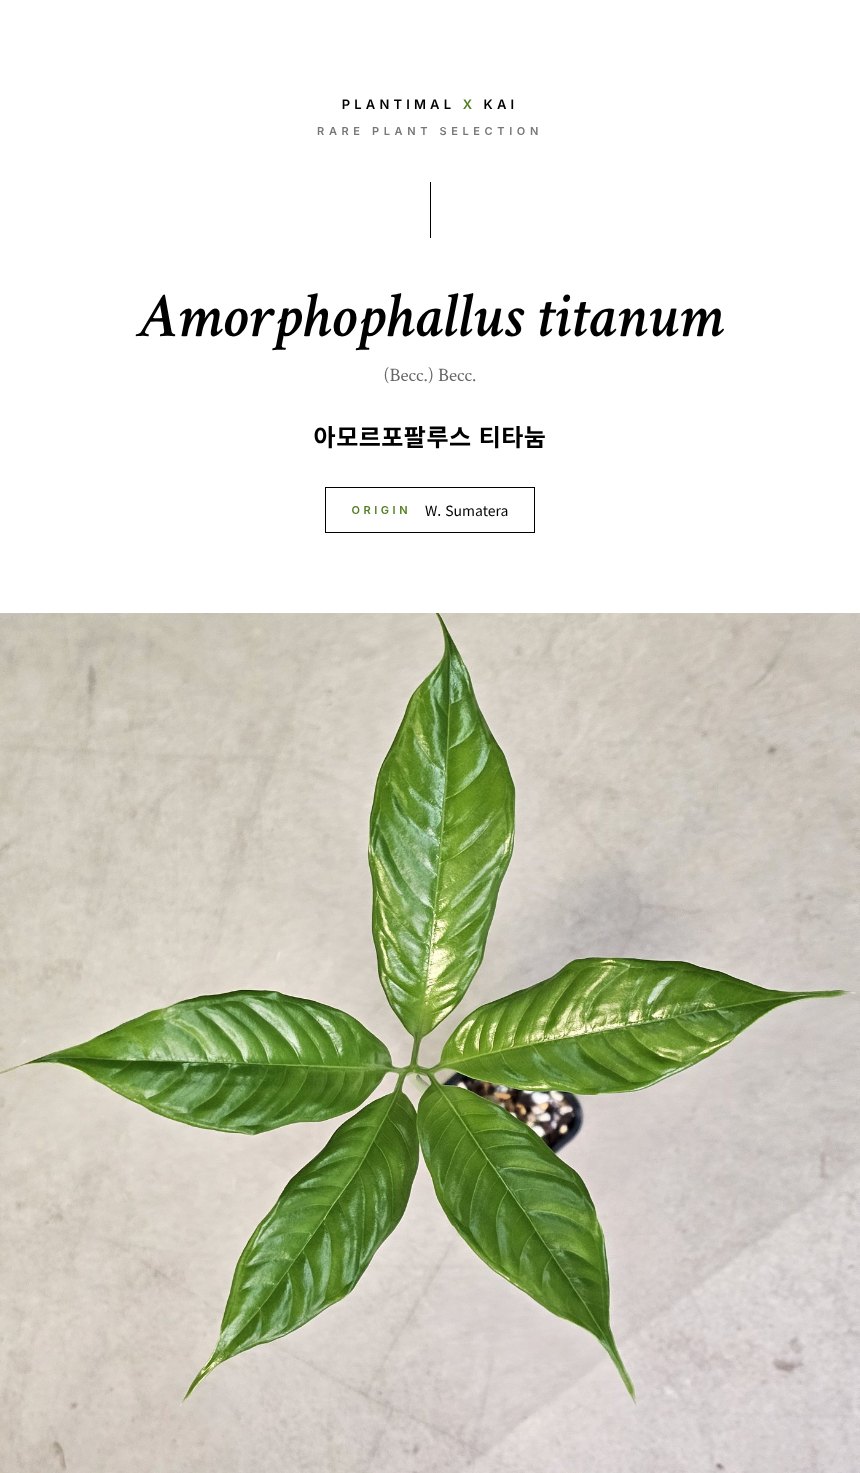 PLANTIMAL X KAI
RARE PLANT SELECTION
Amorphophallus titanum
(Becc.) Becc.
아모르포팔루스 티타눔
ORIGIN W. Sumatera